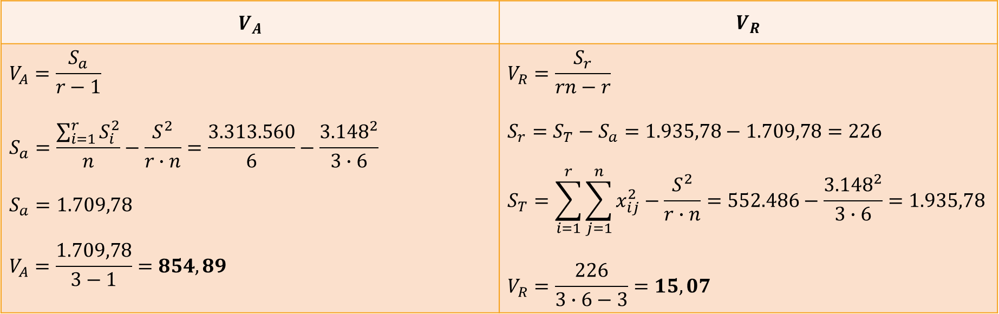 V_A
V_A = S_a / (r − 1)
S_a = ∑_{i=1}^{r} S_i^2 / n − S^2 / (r · n) = 3.313.560 / 6 − 3.148^2 / (3 · 6)
S_a = 1.709,78
V_A = 1.709,78 / (3 − 1) = 854,89
V_R
V_R = S_r / (rn − r)
S_r = S_T − S_a = 1.935,78 − 1.709,78 = 226
S_T = ∑_{i=1}^{r} ∑_{j=1}^{n} x_{ij}^2 − S^2 / (r · n) = 552.486 − 3.148^2 / (3 · 6) = 1.935,78
V_R = 226 / (3 · 6 − 3) = 15,07